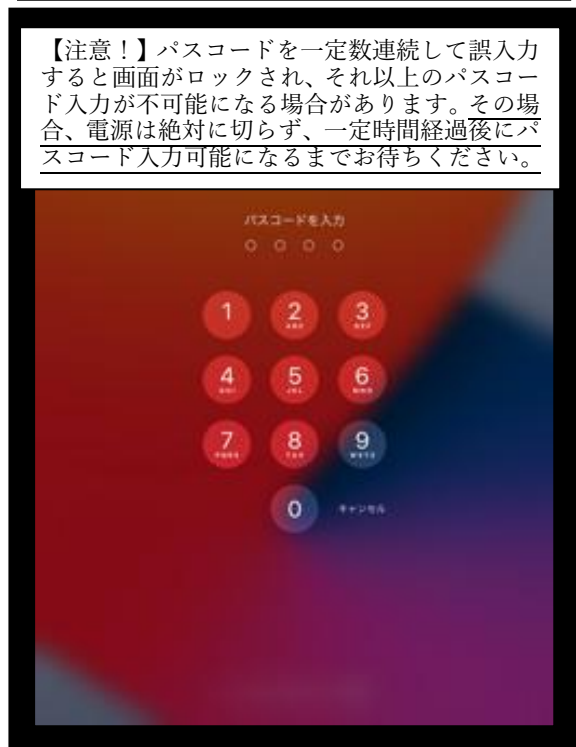 【注意！】パスコードを一定数連続して誤入力
すると画面がロックされ、それ以上のパスコー
ド入力が不可能になる場合があります。その場
合、電源は絶対に切らず、一定時間経過後にパ
スコード入力可能になるまでお待ちください。
パスコードを入力
1 2 3
ABC DEF
4 5 6
GHI JKL MNO
7 8 9
PQRS TUV WXYZ
0 キャンセル